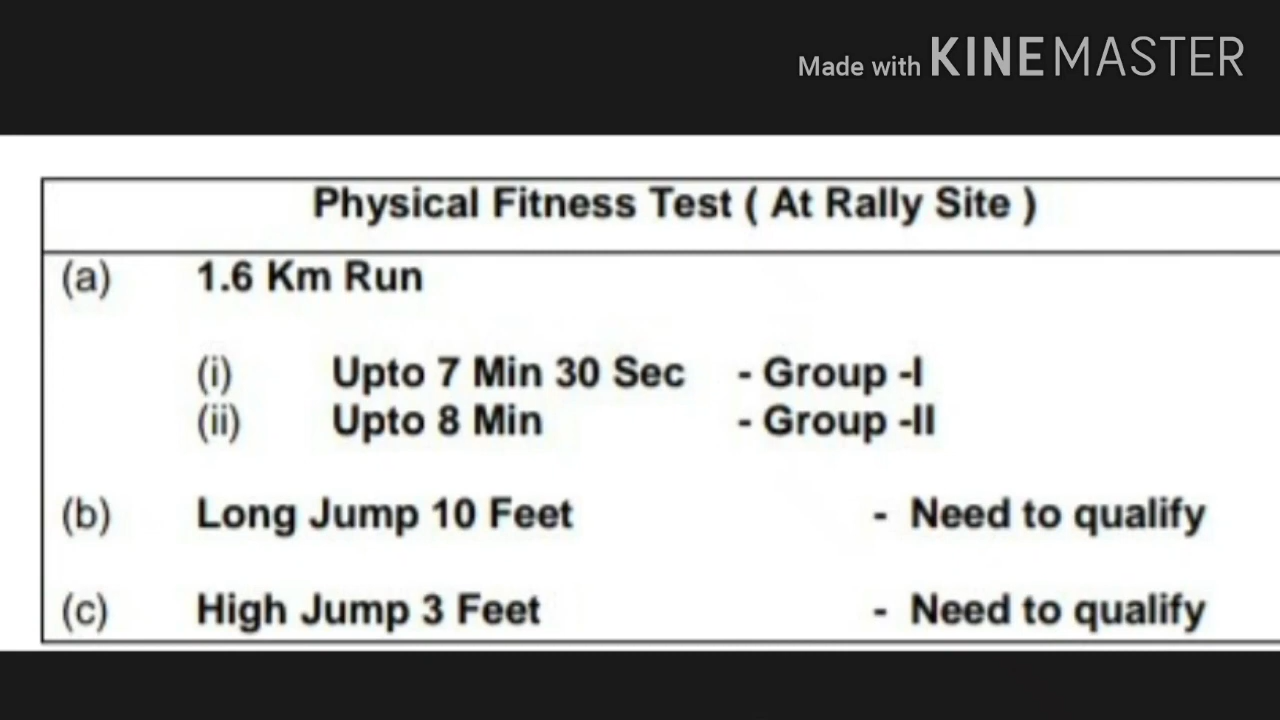 Made with KINEMASTER
Physical Fitness Test ( At Rally Site )
(a) 1.6 Km Run
(i) Upto 7 Min 30 Sec - Group -I
(ii) Upto 8 Min - Group -II
(b) Long Jump 10 Feet - Need to qualify
(c) High Jump 3 Feet - Need to qualify